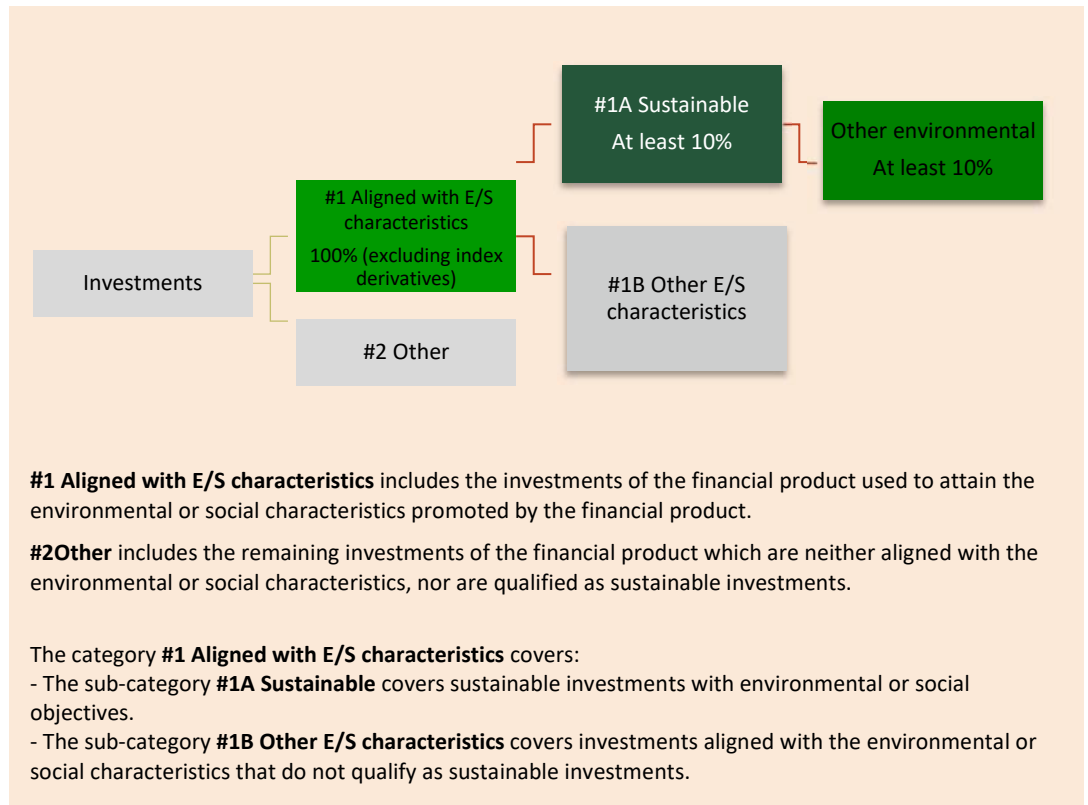 #1A Sustainable
At least 10%
Other environmental
At least 10%
#1 Aligned with E/S
characteristics
100% (excluding index
derivatives)
Investments
#1B Other E/S
characteristics
#2 Other
#1 Aligned with E/S characteristics includes the investments of the financial product used to attain the
environmental or social characteristics promoted by the financial product.
#2Other includes the remaining investments of the financial product which are neither aligned with the
environmental or social characteristics, nor are qualified as sustainable investments.
The category #1 Aligned with E/S characteristics covers:
- The sub-category #1A Sustainable covers sustainable investments with environmental or social
objectives.
- The sub-category #1B Other E/S characteristics covers investments aligned with the environmental or
social characteristics that do not qualify as sustainable investments.